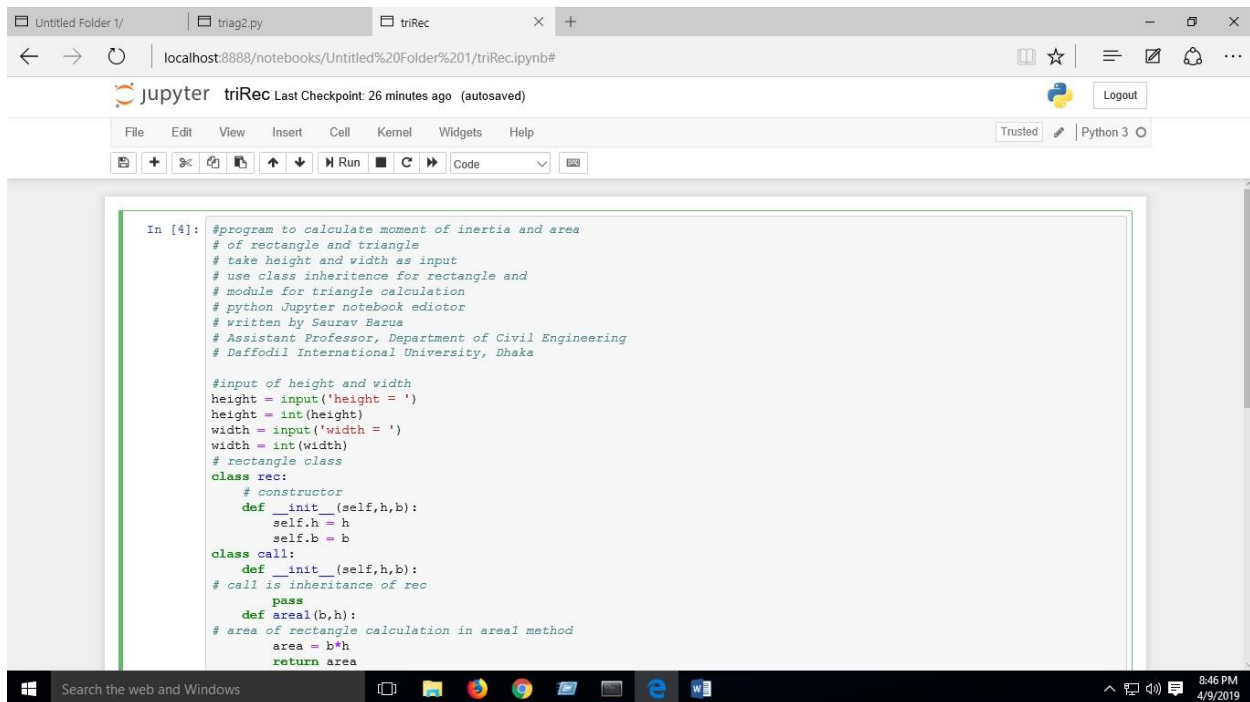 Untitled Folder 1/ triag2.py triRec
localhost:8888/notebooks/Untitled%20Folder%201/triRec.ipynb#
jupyter triRec Last Checkpoint: 26 minutes ago (autosaved) Logout
File Edit View Insert Cell Kernel Widgets Help Trusted Python 3
Run Code
In [4]: #program to calculate moment of inertia and area
# of rectangle and triangle
# take height and width as input
# use class inheritence for rectangle and
# module for triangle calculation
# python Jupyter notebook ediotor
# written by Saurav Barua
# Assistant Professor, Department of Civil Engineering
# Daffodil International University, Dhaka
#input of height and width
height = input('height = ')
height = int(height)
width = input('width = ')
width = int(width)
# rectangle class
class rec:
    # constructor
    def __init__(self,h,b):
        self.h = h
        self.b = b
class call:
    def __init__(self,h,b):
# call is inheritance of rec
        pass
    def area1(b,h):
# area of rectangle calculation in area1 method
        area = b*h
        return area
Search the web and Windows 8:46 PM
4/9/2019